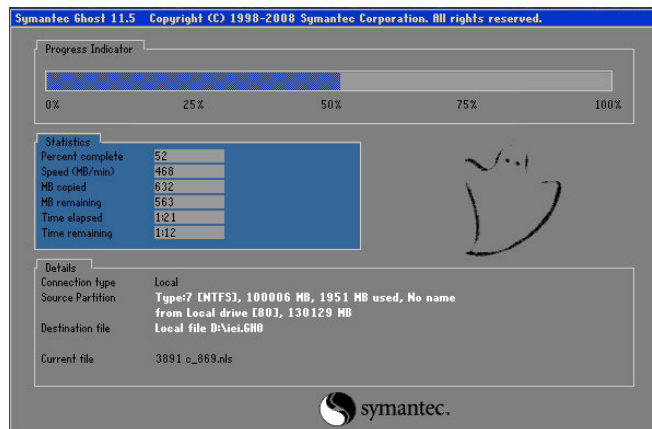 Symantec Ghost 11.5 Copyright (C) 1998-2008 Symantec Corporation. All rights reserved.
Progress Indicator
0% 25% 50% 75% 100%
Statistics
Percent complete 52
Speed (MB/min) 468
MB copied 632
MB remaining 563
Time elapsed 1:21
Time remaining 1:12
Details
Connection type Local
Source Partition Type:7 [NTFS], 100006 MB, 1951 MB used, No name
from Local drive [80], 130129 MB
Destination file Local file D:\iei.GHO
Current file 3891 c_869.nls
symantec.